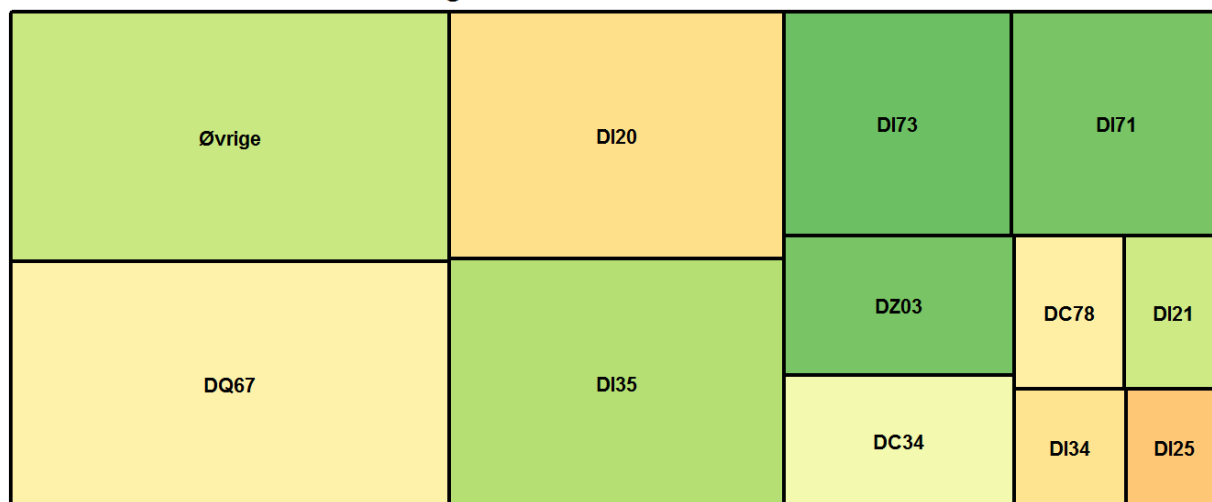 Øvrige
DI20
DI73
DI71
DZ03
DC78
DI21
DQ67
DI35
DC34
DI34
DI25